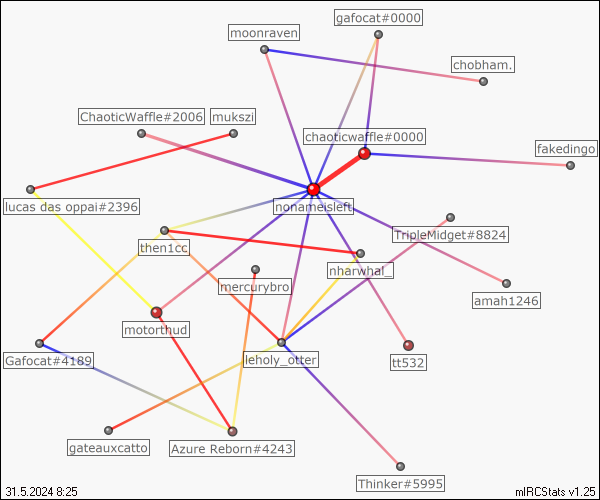 gafocat#0000
moonraven
chobham.
ChaoticWaffle#2006
mukszi
chaoticwaffle#0000
fakedingo
lucas das oppai#2396
nonameisleft
TripleMidget#8824
then1cc
nharwhal_
mercurybro
amah1246
motorthud
Gafocat#4189
leholy_otter
tt532
gateauxcatto
Azure Reborn#4243
Thinker#5995
31.5.2024 8:25
mIRCStats v1.25